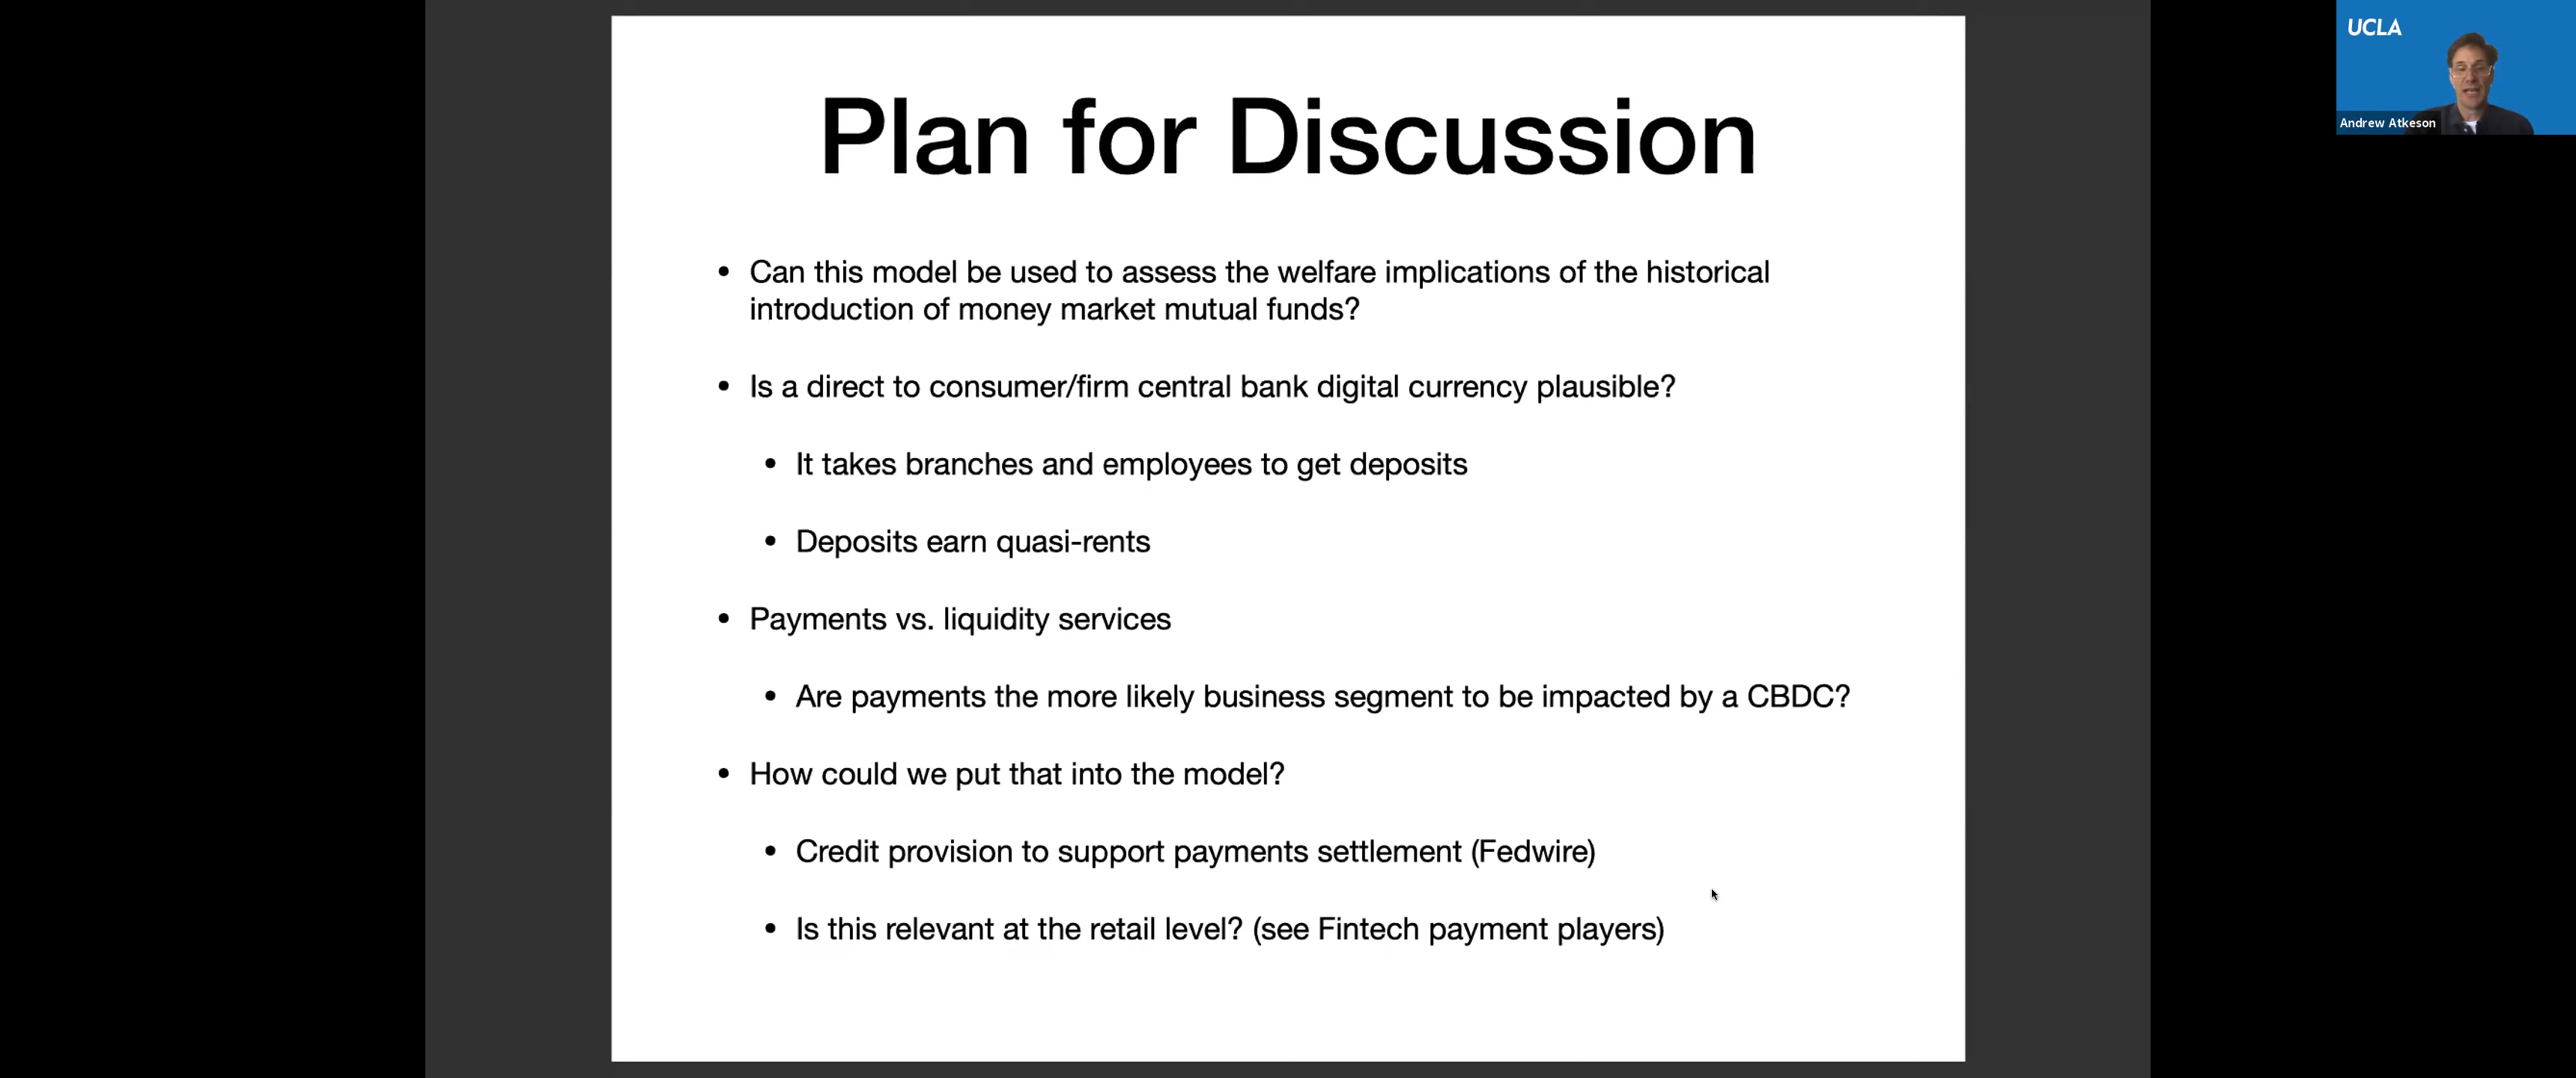 Plan for Discussion
• Can this model be used to assess the welfare implications of the historical
introduction of money market mutual funds?
• Is a direct to consumer/firm central bank digital currency plausible?
• It takes branches and employees to get deposits
• Deposits earn quasi-rents
• Payments vs. liquidity services
• Are payments the more likely business segment to be impacted by a CBDC?
• How could we put that into the model?
• Credit provision to support payments settlement (Fedwire)
• Is this relevant at the retail level? (see Fintech payment players)
UCLA
Andrew Atkeson